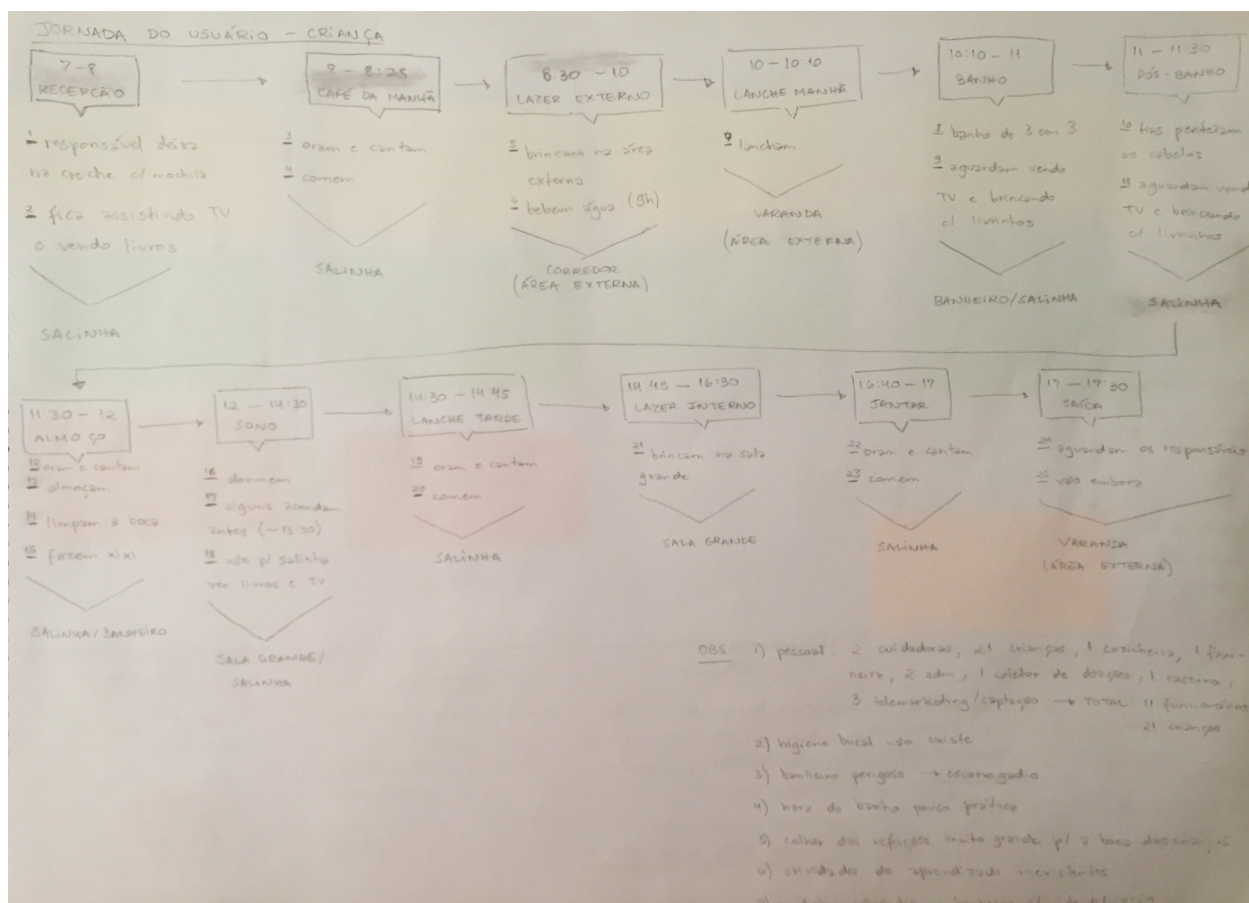 JORNADA DO USUÁRIO - CRIANÇA
7-8
RECEPÇÃO
1 responsável deixa
na creche c/ mochila
2 fica assistindo TV
e vendo livros
SALINHA
8 - 8:25
CAFÉ DA MANHÃ
3 oram e cantam
4 comem
SALINHA
8:30 - 10
LAZER EXTERNO
5 brincam na área
externa
6 bebem água (9h)
CORREDOR
(ÁREA EXTERNA)
10 - 10:10
LANCHE MANHÃ
7 lancham
VARANDA
(ÁREA EXTERNA)
10:10 - 11
BANHO
8 banho de 3 em 3
9 aguardam vendo
TV e brincando
c/ livrinhos
BANHEIRO/SALINHA
11 - 11:30
PÓS-BANHO
10 tias penteiam
os cabelos
11 aguardam vendo
TV e brincando
c/ livrinhos
SALINHA
11:30 - 12
ALMOÇO
12 oram e cantam
13 almoçam
14 limpam a boca
15 fazem xixi
SALINHA/BANHEIRO
12 - 14:30
SONO
16 dormem
17 alguns acordam
antes (~13:30)
18 vão p/ salinha
ver livros e TV
SALA GRANDE/
SALINHA
14:30 - 14:45
LANCHE TARDE
19 oram e cantam
20 comem
SALINHA
14:45 - 16:30
LAZER INTERNO
21 brincam na sala
grande
SALA GRANDE
16:40 - 17
JANTAR
22 oram e cantam
23 comem
SALINHA
17 - 17:30
SAÍDA
24 aguardam os responsáveis
25 vão embora
VARANDA
(ÁREA EXTERNA)
OBS: 1) pessoal: 2 cuidadoras, 21 crianças, 1 cozinheira, 1 faxi-
neira, 2 adm, 1 coletor de doações, 1 caseiro,
3 telemarketing/captação → TOTAL: 11 funcionários
21 crianças
2) higiene bucal não existe
3) banheiro perigoso → escorregadio
4) hora do banho pouco prática
5) colher das refeições muito grande p/ a boca das crianças
6) atividades de aprendizado inexistentes